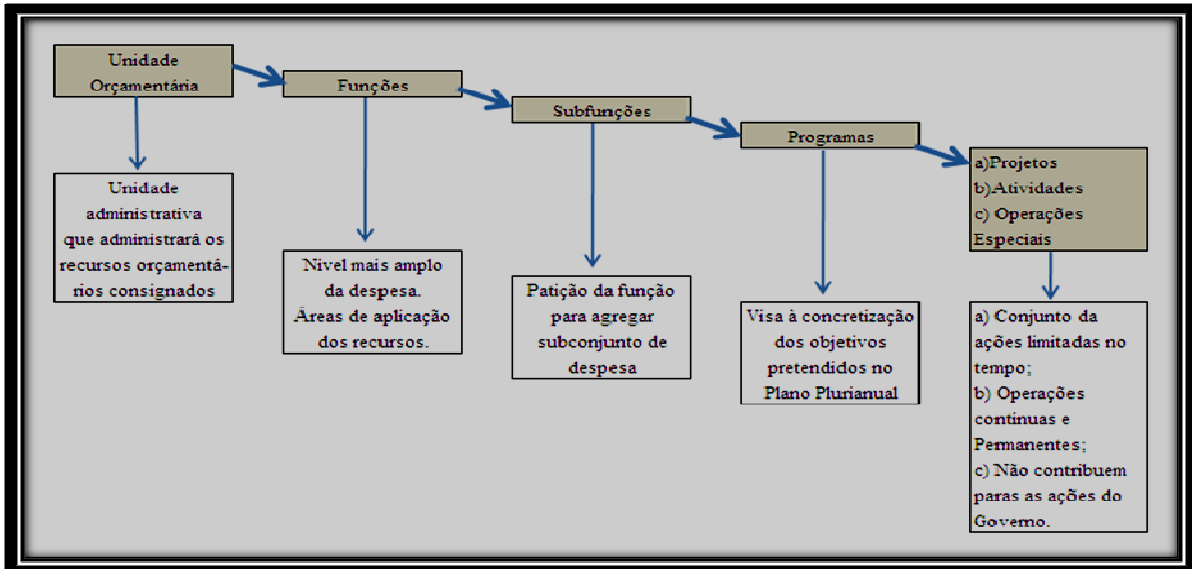 Unidade
Orçamentária
Funções
Subfunções
Programas
a)Projetos
b)Atividades
c) Operações
Especiais
Unidade
administrativa
que administrará os
recursos orçamentá-
rios consignados
Nivel mais amplo
da despesa.
Áreas de aplicação
dos recursos.
Patição da função
para agregar
subconjunto de
despesa
Visa à concretização
dos objetivos
pretendidos no
Plano Plurianual
a) Conjunto da
ações limitadas no
tempo;
b) Operações
continuas e
Permanentes;
c) Não contribuem
paras as ações do
Governo.